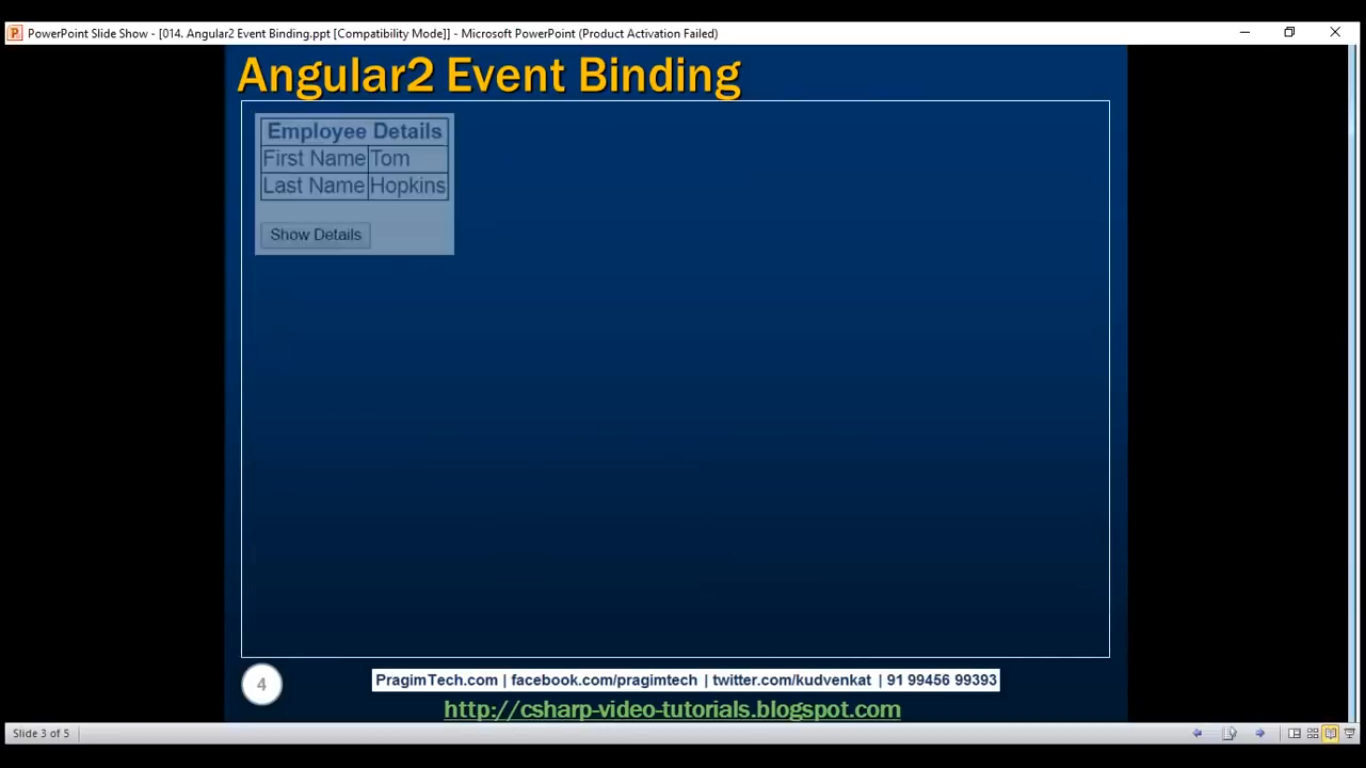 PowerPoint Slide Show - [014. Angular2 Event Binding.ppt [Compatibility Mode]] - Microsoft PowerPoint (Product Activation Failed)
Angular2 Event Binding
Employee Details
First Name Tom
Last Name Hopkins
Show Details
4
PragimTech.com | facebook.com/pragimtech | twitter.com/kudvenkat | 91 99456 99393
http://csharp-video-tutorials.blogspot.com
Slide 3 of 5